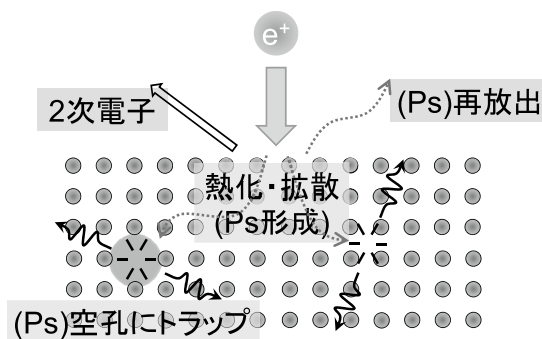 e⁺
2次電子
(Ps)再放出
熱化・拡散
(Ps形成)
(Ps)空孔にトラップ